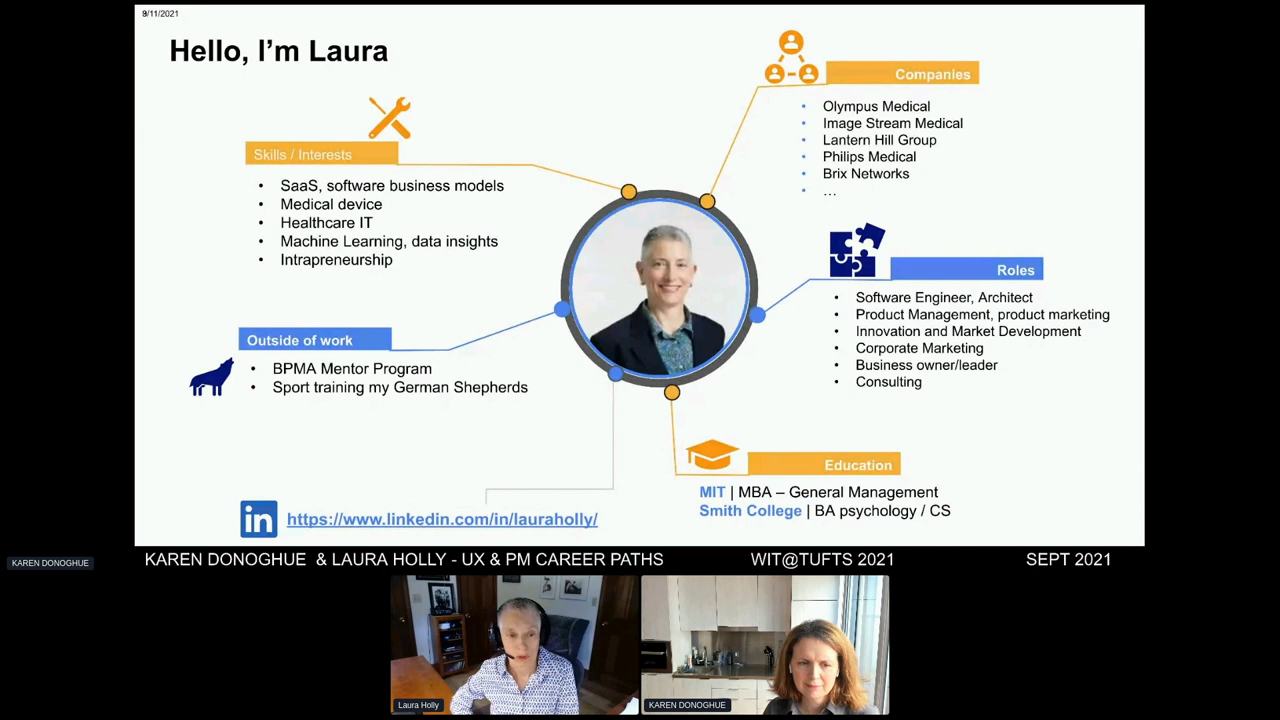 9/11/2021
Hello, I'm Laura
Skills / Interests
• SaaS, software business models
• Medical device
• Healthcare IT
• Machine Learning, data insights
• Intrapreneurship
Outside of work
• BPMA Mentor Program
• Sport training my German Shepherds
in
https://www.linkedin.com/in/lauraholly/
Companies
• Olympus Medical
• Image Stream Medical
• Lantern Hill Group
• Philips Medical
• Brix Networks
• …
Roles
• Software Engineer, Architect
• Product Management, product marketing
• Innovation and Market Development
• Corporate Marketing
• Business owner/leader
• Consulting
Education
MIT | MBA – General Management
Smith College | BA psychology / CS
KAREN DONOGHUE
KAREN DONOGHUE & LAURA HOLLY - UX & PM CAREER PATHS WIT@TUFTS 2021 SEPT 2021
Laura Holly
KAREN DONOGHUE